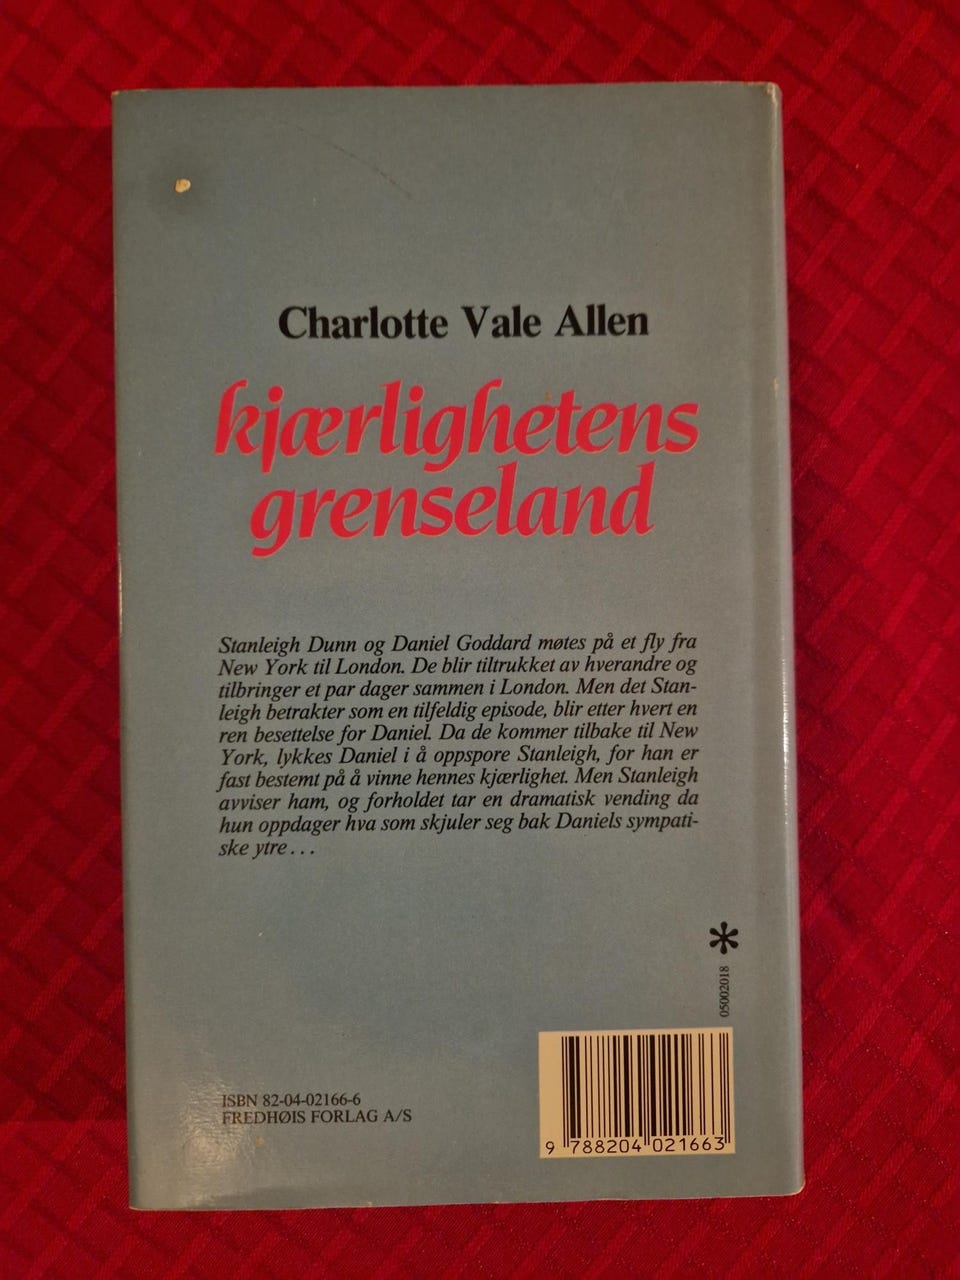 Charlotte Vale Allen
kjærlighetens
grenseland
Stanleigh Dunn og Daniel Goddard møtes på et fly fra
New York til London. De blir tiltrukket av hverandre og
tilbringer et par dager sammen i London. Men det Stan-
leigh betrakter som en tilfeldig episode, blir etter hvert en
ren besettelse for Daniel. Da de kommer tilbake til New
York, lykkes Daniel i å oppspore Stanleigh, for han er
fast bestemt på å vinne hennes kjærlighet. Men Stanleigh
avviser ham, og forholdet tar en dramatisk vending da
hun oppdager hva som skjuler seg bak Daniels sympati-
ske ytre . . .
*
05002018
ISBN 82-04-02166-6
FREDHØIS FORLAG A/S
9 788204 021663